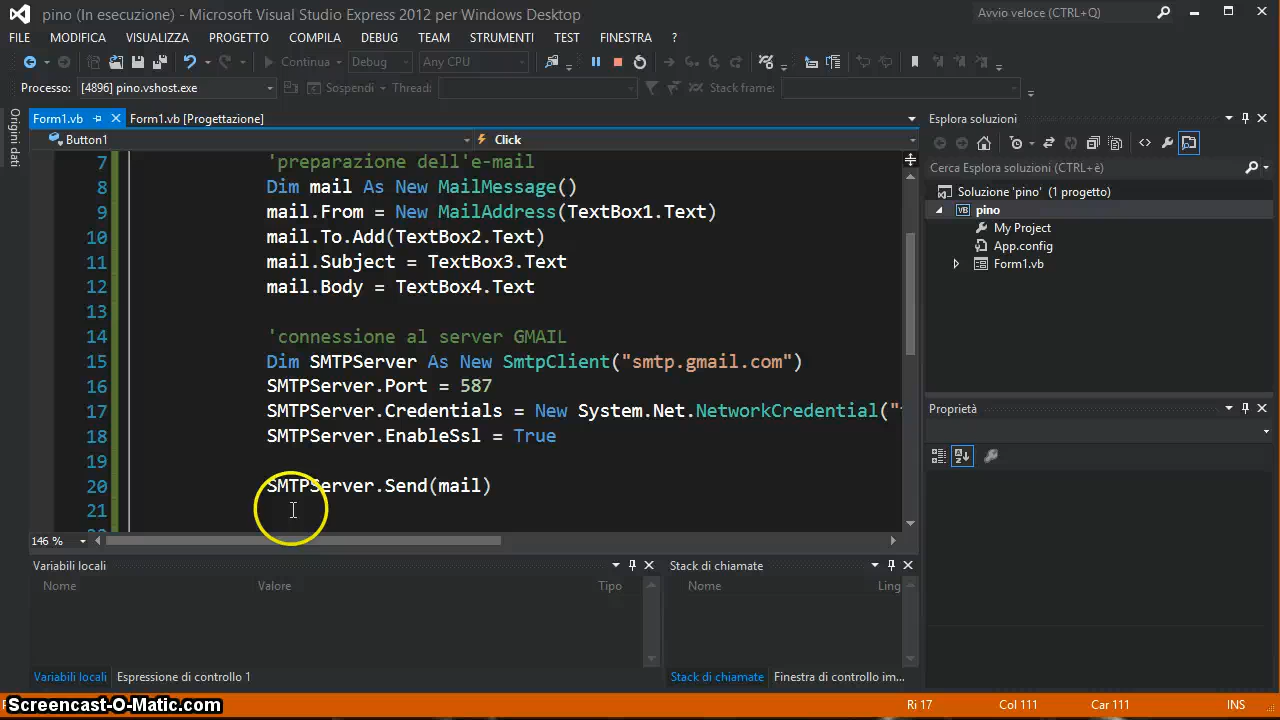 pino (In esecuzione) - Microsoft Visual Studio Express 2012 per Windows Desktop
Avvio veloce (CTRL+Q)
FILE MODIFICA VISUALIZZA PROGETTO COMPILA DEBUG TEAM STRUMENTI TEST FINESTRA ?
Continua Debug Any CPU
Processo: [4896] pino.vshost.exe Sospendi Thread: Stack frame:
Origini dati
Form1.vb Form1.vb [Progettazione]
Button1 Click
7 'preparazione dell'e-mail
8 Dim mail As New MailMessage()
9 mail.From = New MailAddress(TextBox1.Text)
10 mail.To.Add(TextBox2.Text)
11 mail.Subject = TextBox3.Text
12 mail.Body = TextBox4.Text
13
14 'connessione al server GMAIL
15 Dim SMTPServer As New SmtpClient("smtp.gmail.com")
16 SMTPServer.Port = 587
17 SMTPServer.Credentials = New System.Net.NetworkCredential("
18 SMTPServer.EnableSsl = True
19
20 SMTPServer.Send(mail)
21
146 %
Esplora soluzioni
Cerca Esplora soluzioni (CTRL+è)
Soluzione 'pino' (1 progetto)
VB pino
My Project
App.config
Form1.vb
Proprietà
Variabili locali
Nome Valore Tipo
Variabili locali Espressione di controllo 1
Stack di chiamate
Nome Ling
Stack di chiamate Finestra di controllo im...
Ri 17 Col 111 Car 111 INS
Screencast-O-Matic.com